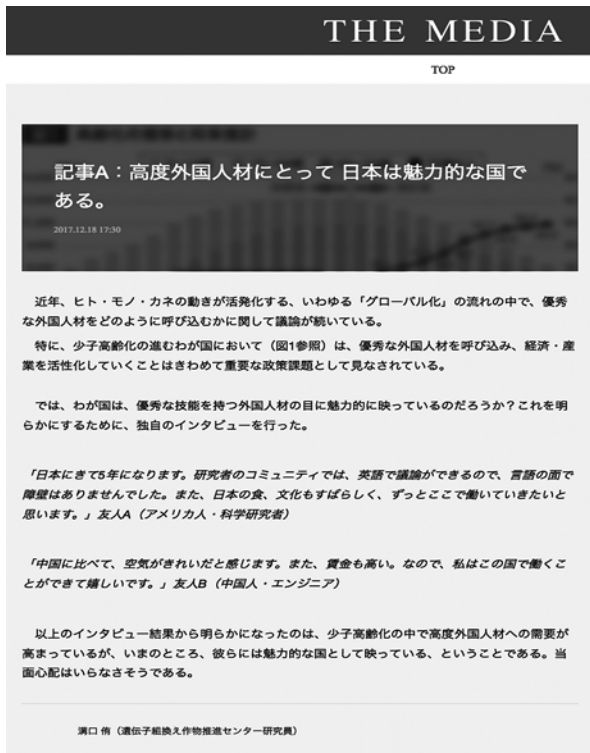 THE MEDIA
TOP
記事A：高度外国人材にとって 日本は魅力的な国で
ある。
2017.12.18 17:30
近年、ヒト・モノ・カネの動きが活発化する、いわゆる「グローバル化」の流れの中で、優秀
な外国人材をどのように呼び込むかに関して議論が続いている。
特に、少子高齢化の進むわが国において（図1参照）は、優秀な外国人材を呼び込み、経済・産
業を活性化していくことはきわめて重要な政策課題として見なされている。
では、わが国は、優秀な技能を持つ外国人材の目に魅力的に映っているのだろうか？これを明
らかにするために、独自のインタビューを行った。
「日本にきて5年になります。研究者のコミュニティでは、英語で議論ができるので、言語の面で
障壁はありませんでした。また、日本の食、文化もすばらしく、ずっとここで働いていきたいと
思います。」友人A（アメリカ人・科学研究者）
「中国に比べて、空気がきれいだと感じます。また、賃金も高い。なので、私はこの国で働くこ
とができて嬉しいです。」友人B（中国人・エンジニア）
以上のインタビュー結果から明らかになったのは、少子高齢化の中で高度外国人材への需要が
高まっているが、いまのところ、彼らには魅力的な国として映っている、ということである。当
面心配はいらなさそうである。
溝口 侑（遺伝子組換え作物推進センター研究員）